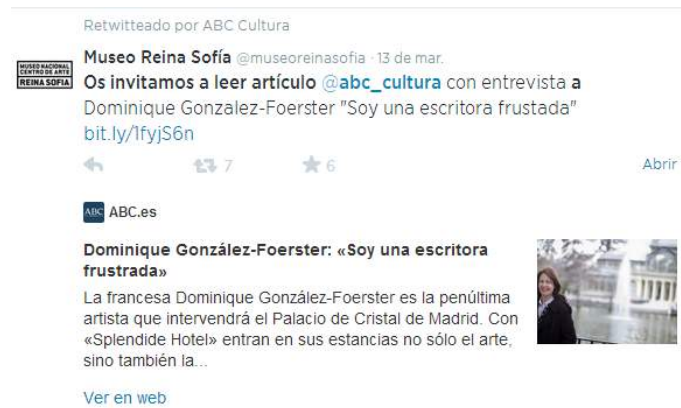 Retwitteado por ABC Cultura
MUSEO NACIONAL
CENTRO DE ARTE
REINA SOFIA
Museo Reina Sofía @museoreinasofia · 13 de mar.
Os invitamos a leer artículo @abc_cultura con entrevista a
Dominique Gonzalez-Foerster "Soy una escritora frustada"
bit.ly/1fyjS6n
7 6 Abrir
ABC ABC.es
Dominique González-Foerster: «Soy una escritora
frustrada»
La francesa Dominique González-Foerster es la penúltima
artista que intervendrá el Palacio de Cristal de Madrid. Con
«Splendide Hotel» entran en sus estancias no sólo el arte,
sino también la...
Ver en web